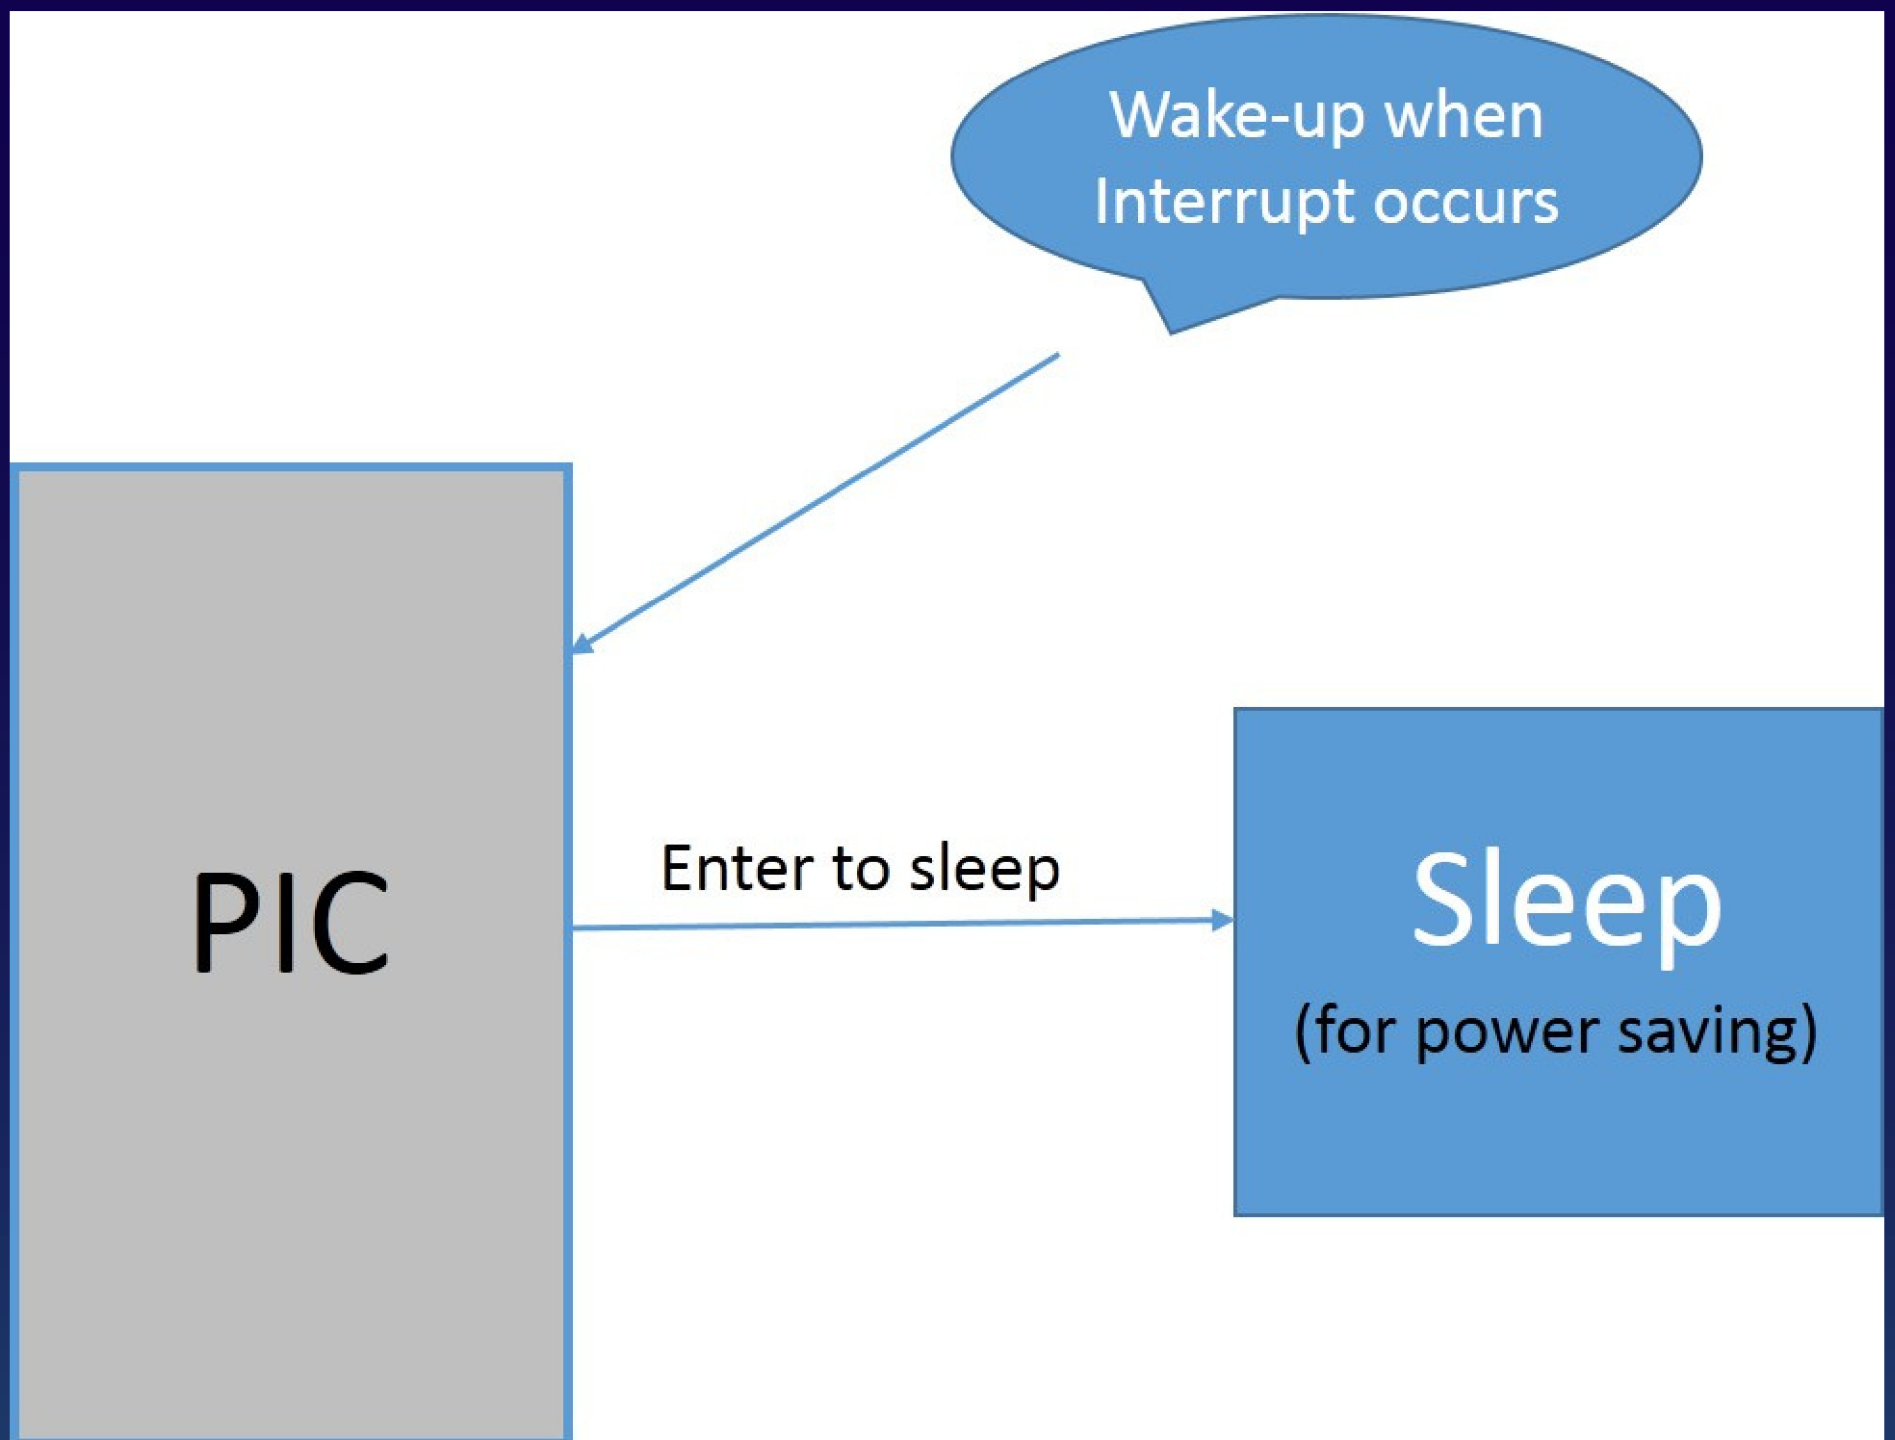 Wake-up when
Interrupt occurs
PIC
Enter to sleep
Sleep
(for power saving)